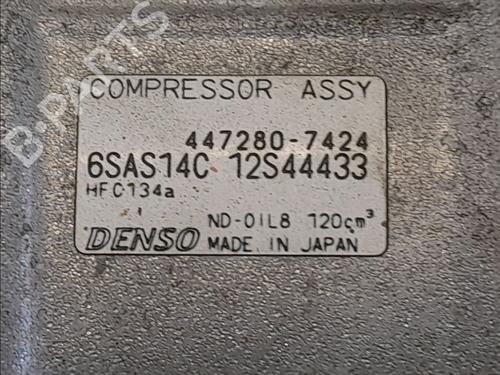 B-PARTS
COMPRESSOR ASSY
447280-7424
6SAS14C 12S44433
HFC134a
ND-OIL8 120cm³
DENSO MADE IN JAPAN